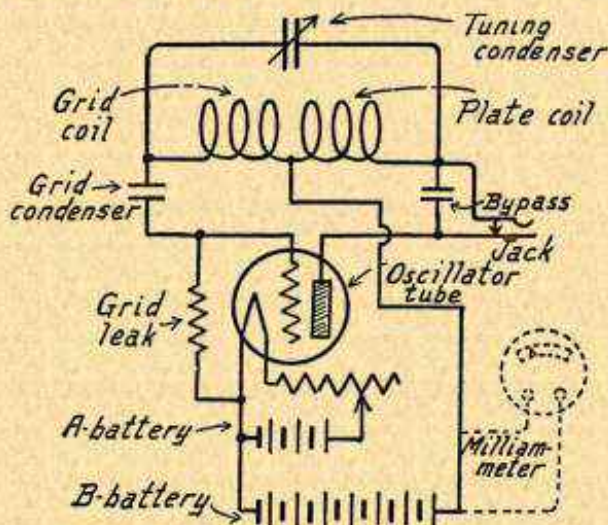 Tuning
condenser
Grid
coil
Plate coil
Grid
condenser
Bypass
Jack
Oscillator
tube
Grid
leak
A-battery
Milliam-
meter
B-battery